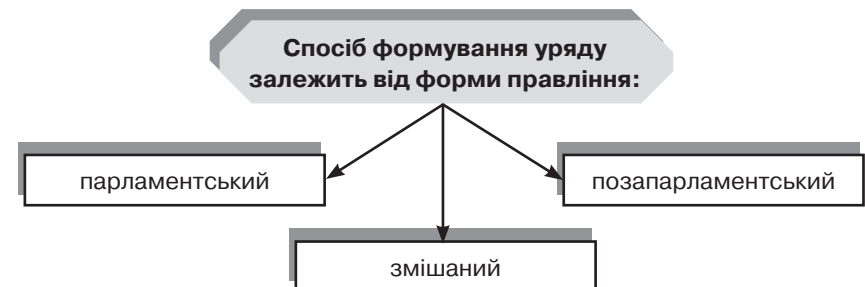 Спосіб формування уряду
залежить від форми правління:
парламентський
позапарламентський
змішаний